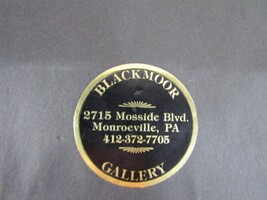 BLACKMOOR
2715 Mosside Blvd.
Monroeville, PA
412-372-7705
GALLERY